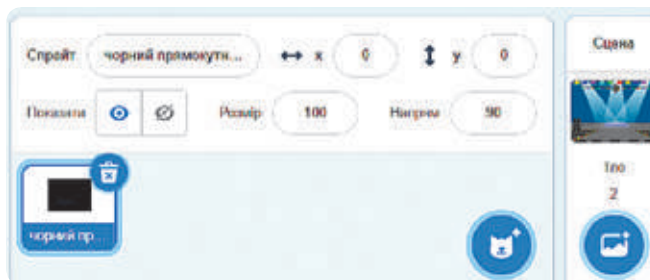 Спрайт чорний прямокутн... x 0 y 0
Показати Розмір 100 Напрям 90
чорний пр...
Сцена
Тло
2